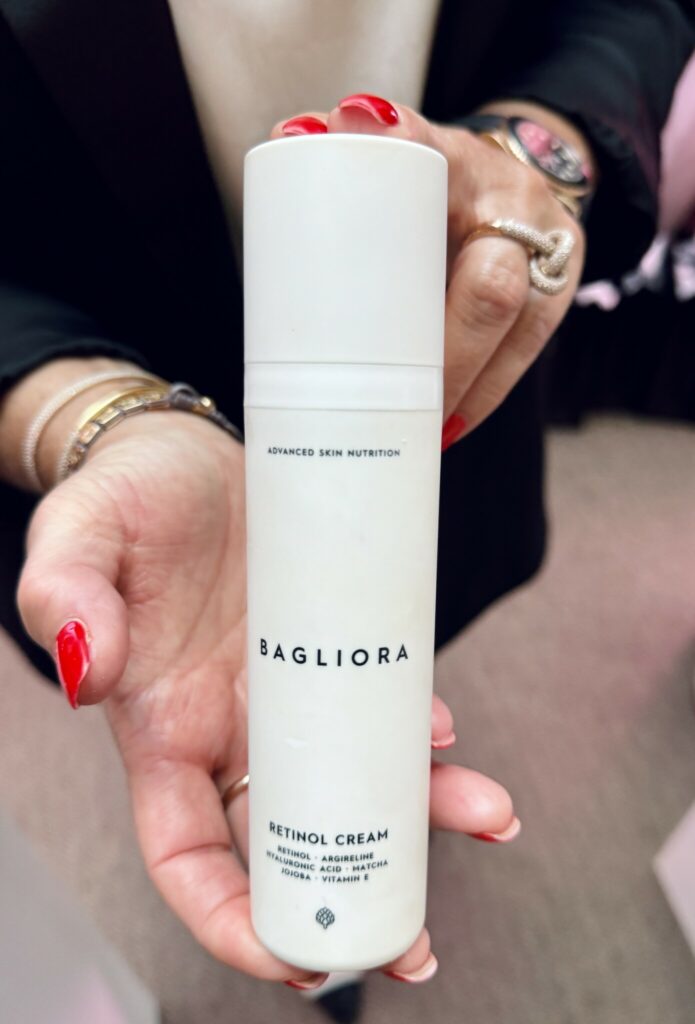 ADVANCED SKIN NUTRITION
BAGLIORA
RETINOL CREAM
RETINOL · ARGIRELINE
HYALURONIC ACID · MATCHA
JOJOBA · VITAMIN E